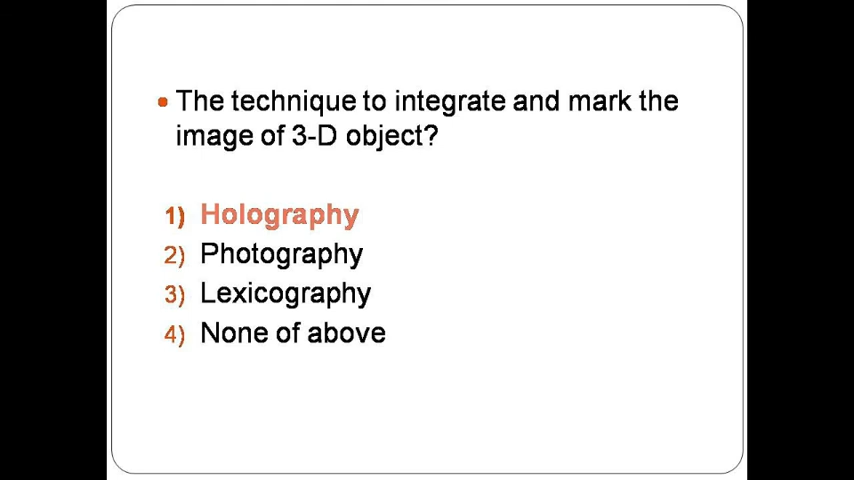 • The technique to integrate and mark the
image of 3-D object?
1) Holography
2) Photography
3) Lexicography
4) None of above